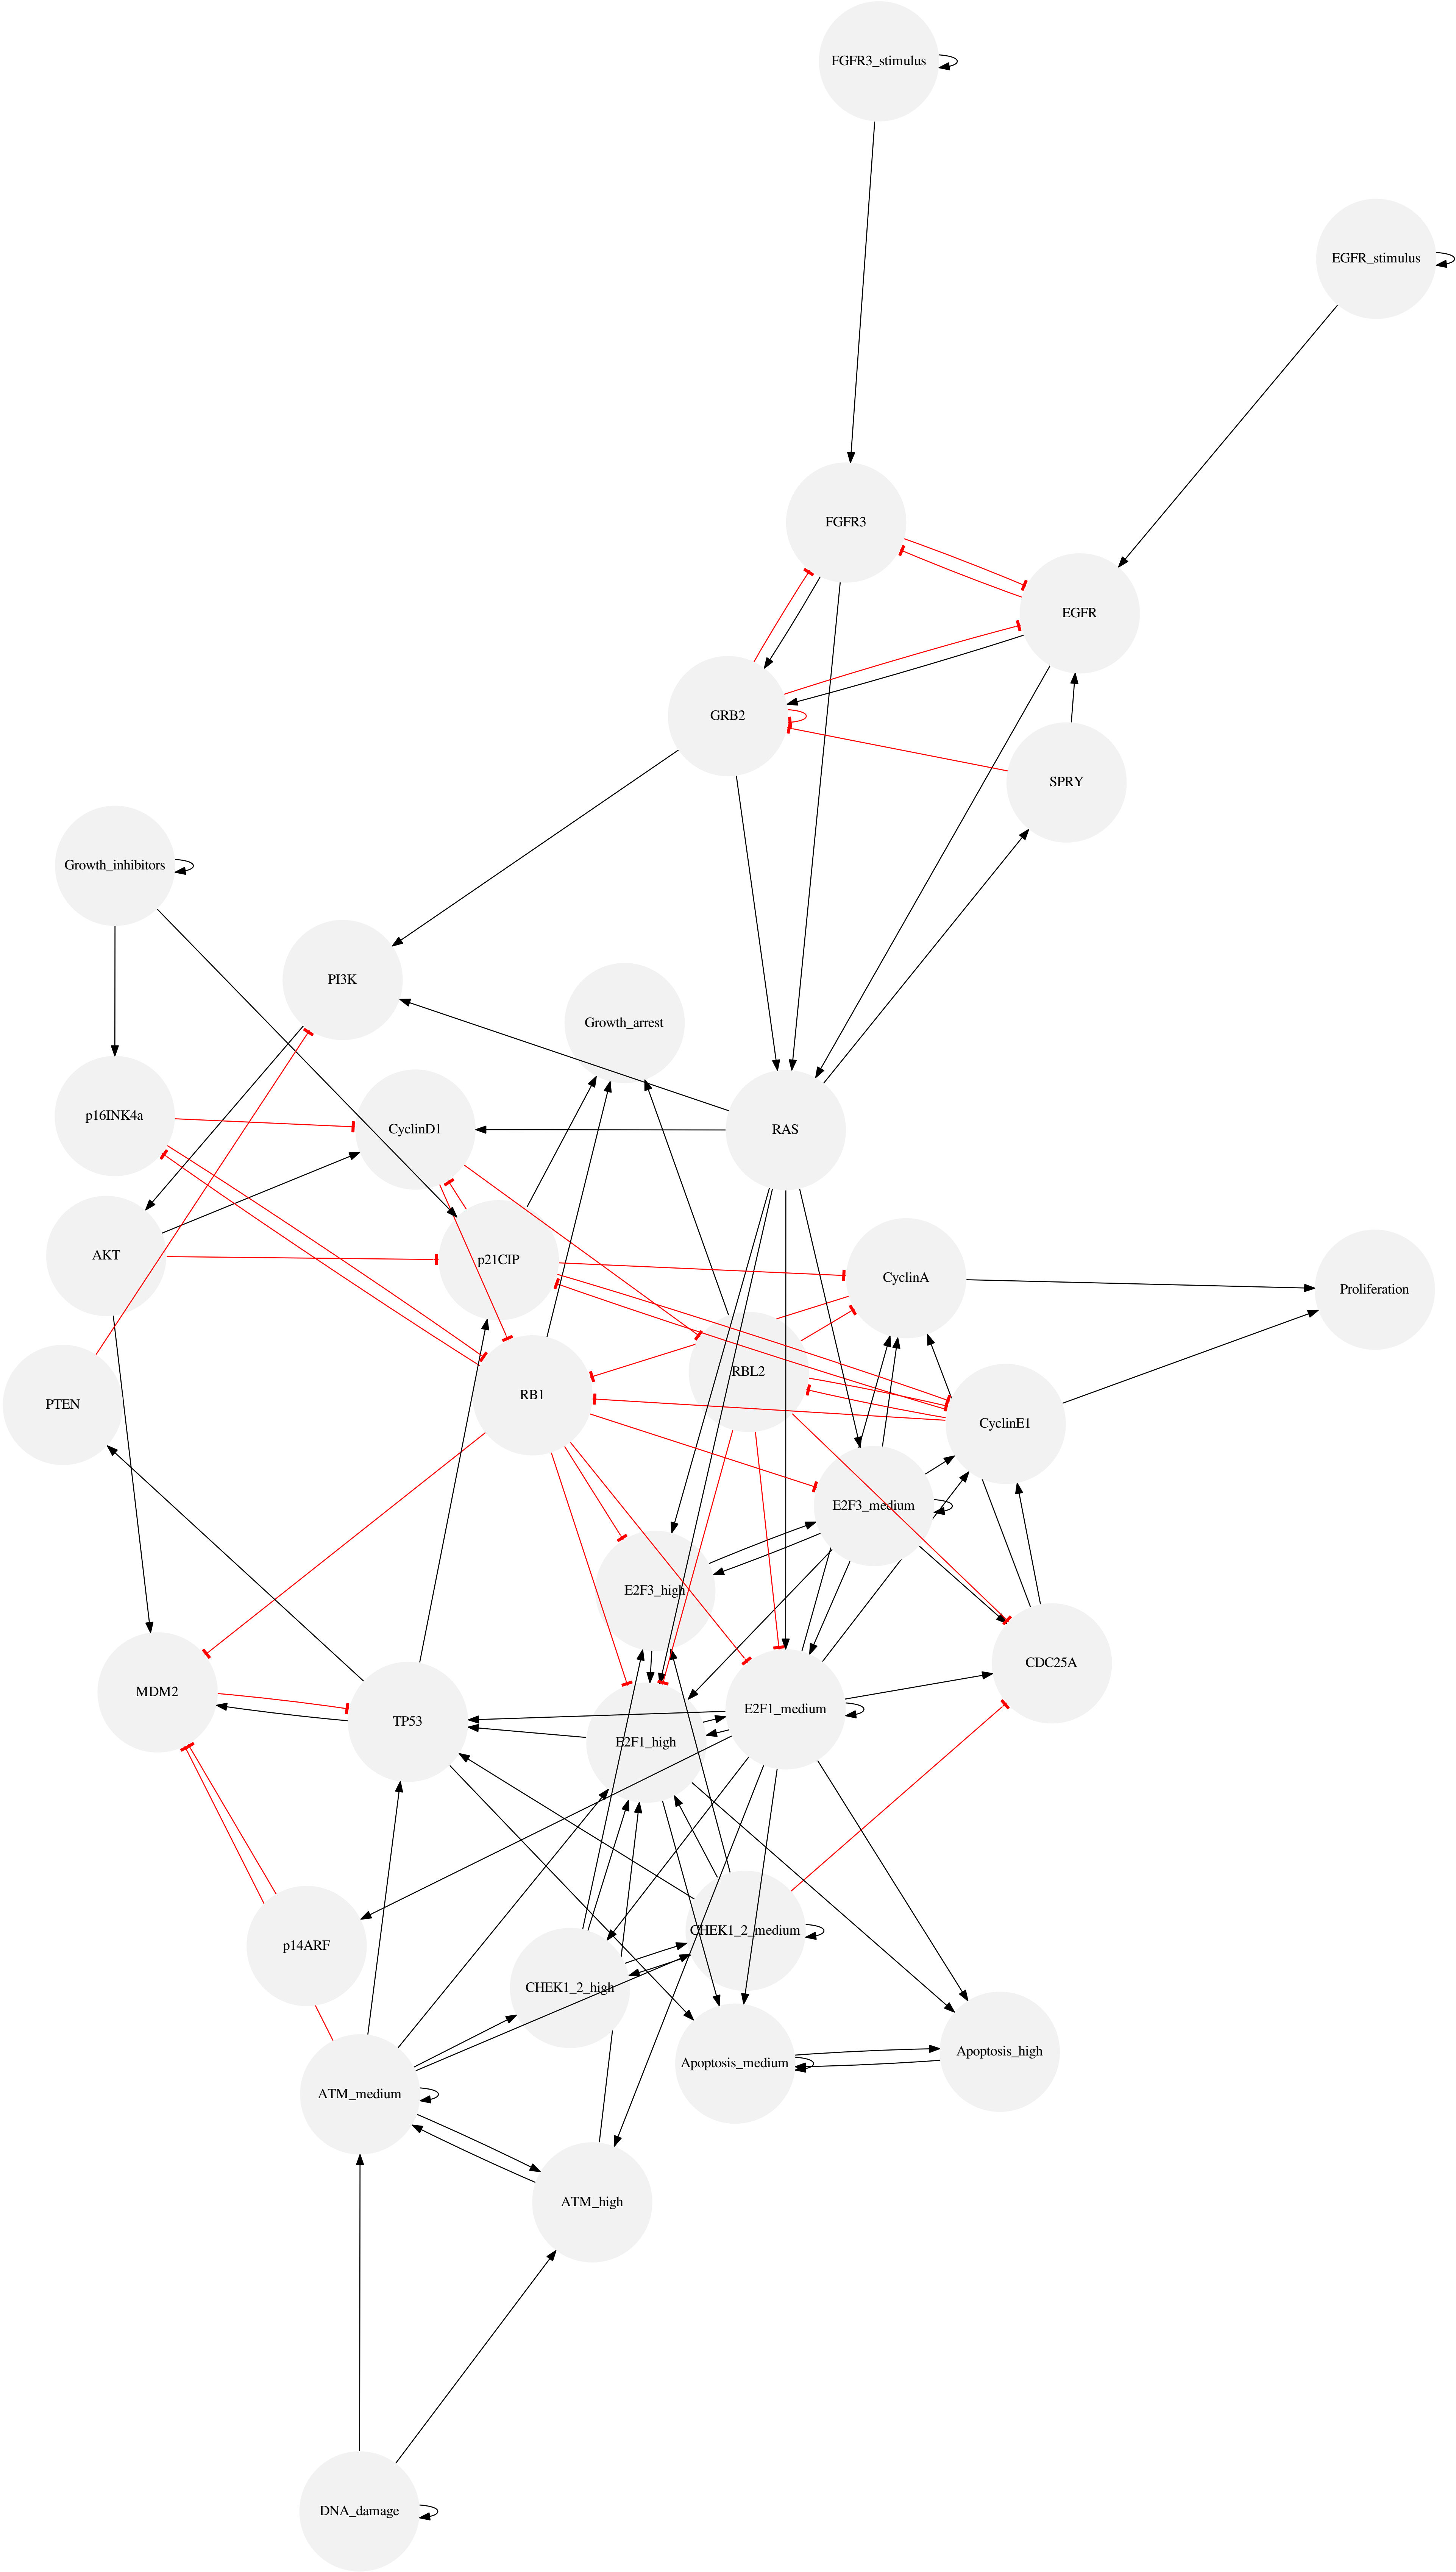 FGFR3_stimulus
EGFR_stimulus
FGFR3
EGFR
GRB2
SPRY
Growth_inhibitors
PI3K
Growth_arrest
p16INK4a
CyclinD1
RAS
AKT
p21CIP
CyclinA
Proliferation
RBL2
RB1
PTEN
CyclinE1
E2F3_medium
E2F3_high
CDC25A
MDM2
E2F1_medium
TP53
E2F1_high
CHEK1_2_medium
p14ARF
CHEK1_2_high
Apoptosis_high
Apoptosis_medium
ATM_medium
ATM_high
DNA_damage